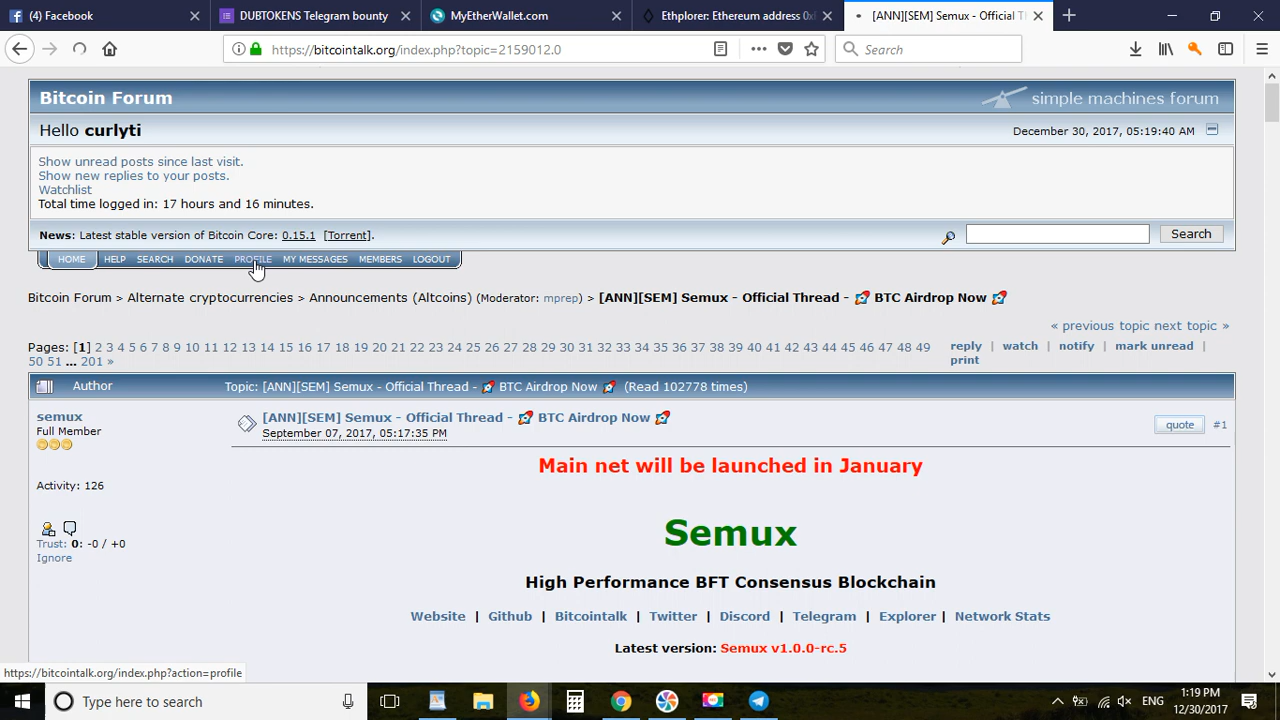 (4) Facebook
DUBTOKENS Telegram bounty
MyEtherWallet.com
Ethplorer: Ethereum address 0x
[ANN][SEM] Semux - Official T
https://bitcointalk.org/index.php?topic=2159012.0
Search
Bitcoin Forum
simple machines forum
Hello curlyti
December 30, 2017, 05:19:40 AM
Show unread posts since last visit.
Show new replies to your posts.
Watchlist
Total time logged in: 17 hours and 16 minutes.
News: Latest stable version of Bitcoin Core: 0.15.1 [Torrent].
Search
HOME HELP SEARCH DONATE PROFILE MY MESSAGES MEMBERS LOGOUT
Bitcoin Forum > Alternate cryptocurrencies > Announcements (Altcoins) (Moderator: mprep) > [ANN][SEM] Semux - Official Thread - 🚀 BTC Airdrop Now 🚀
« previous topic next topic »
Pages: [1] 2 3 4 5 6 7 8 9 10 11 12 13 14 15 16 17 18 19 20 21 22 23 24 25 26 27 28 29 30 31 32 33 34 35 36 37 38 39 40 41 42 43 44 45 46 47 48 49
50 51 ... 201 »
reply | watch | notify | mark unread |
print
Author
Topic: [ANN][SEM] Semux - Official Thread - 🚀 BTC Airdrop Now 🚀 (Read 102778 times)
semux
Full Member
Activity: 126
Trust: 0: -0 / +0
Ignore
[ANN][SEM] Semux - Official Thread - 🚀 BTC Airdrop Now 🚀
September 07, 2017, 05:17:35 PM
quote
#1
Main net will be launched in January
Semux
High Performance BFT Consensus Blockchain
Website | Github | Bitcointalk | Twitter | Discord | Telegram | Explorer | Network Stats
Latest version: Semux v1.0.0-rc.5
https://bitcointalk.org/index.php?action=profile
Type here to search
ENG
1:19 PM
12/30/2017